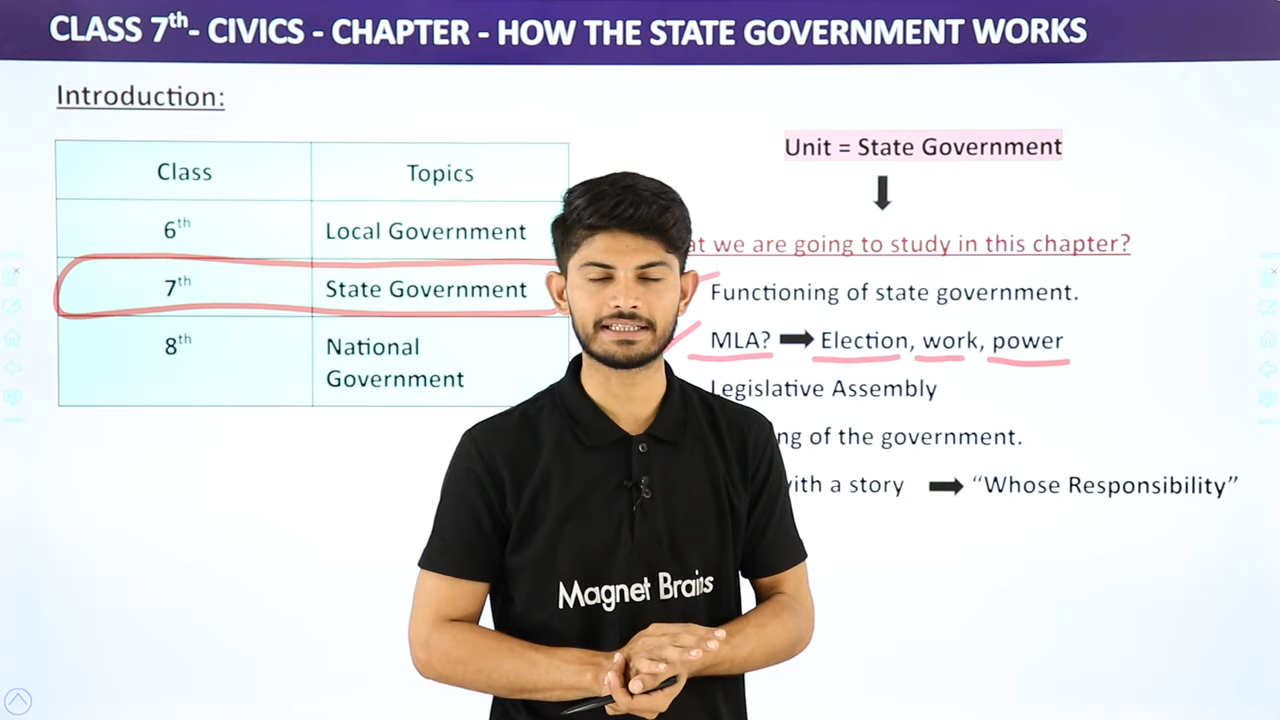 CLASS 7th- CIVICS - CHAPTER - HOW THE STATE GOVERNMENT WORKS
Introduction:
Class Topics
6th Local Government
7th State Government
8th National
Government
Unit = State Government
we are going to study in this chapter?
Functioning of state government.
MLA? Election, work, power
Legislative Assembly
of the government.
with a story “Whose Responsibility”
Magnet Brains